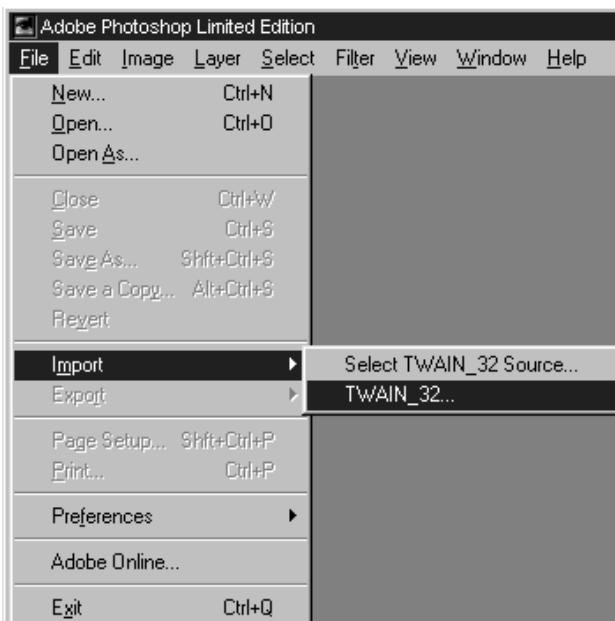 Adobe Photoshop Limited Edition
File Edit Image Layer Select Filter View Window Help
New... Ctrl+N
Open... Ctrl+O
Open As...
Close Ctrl+W
Save Ctrl+S
Save As... Shft+Ctrl+S
Save a Copy... Alt+Ctrl+S
Revert
Import Select TWAIN_32 Source...
Export TWAIN_32...
Page Setup... Shft+Ctrl+P
Print... Ctrl+P
Preferences
Adobe Online...
Exit Ctrl+Q